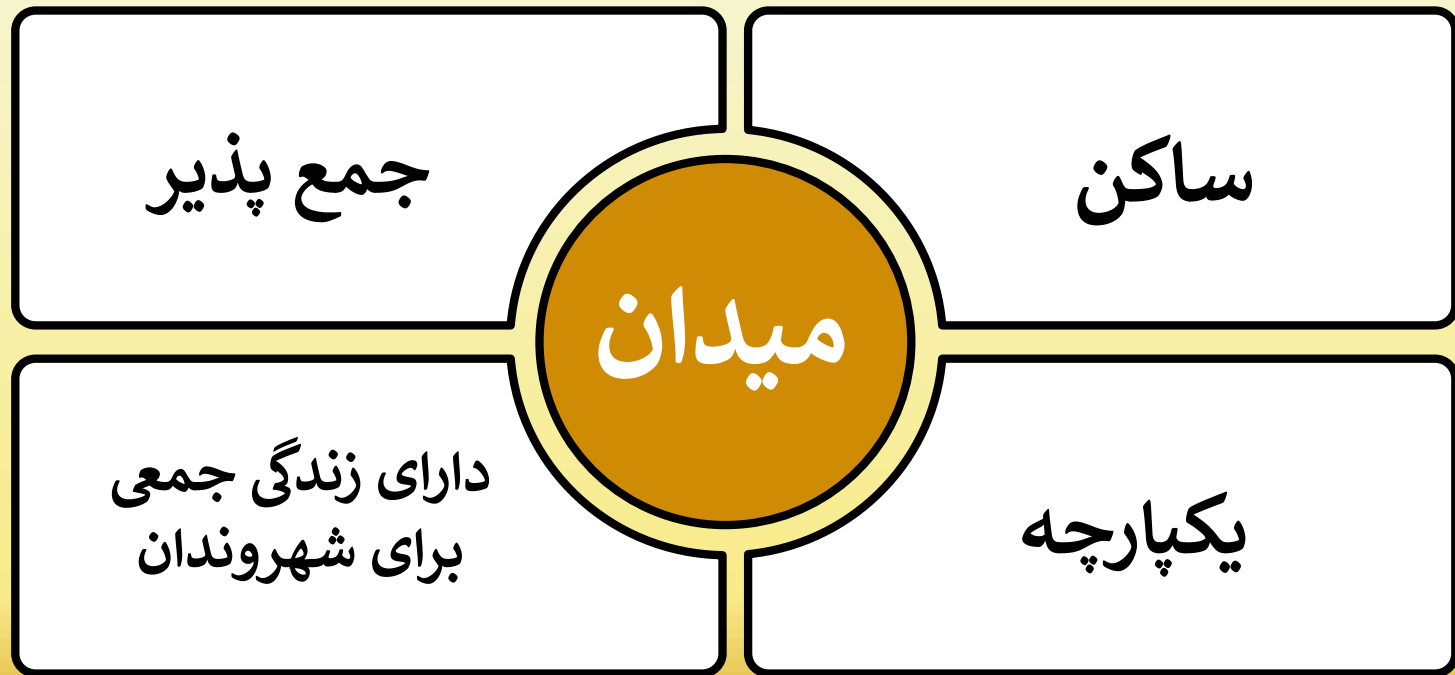 ساکن
جمع پذیر
میدان
یکپارچه
دارای زندگی جمعی
برای شهروندان